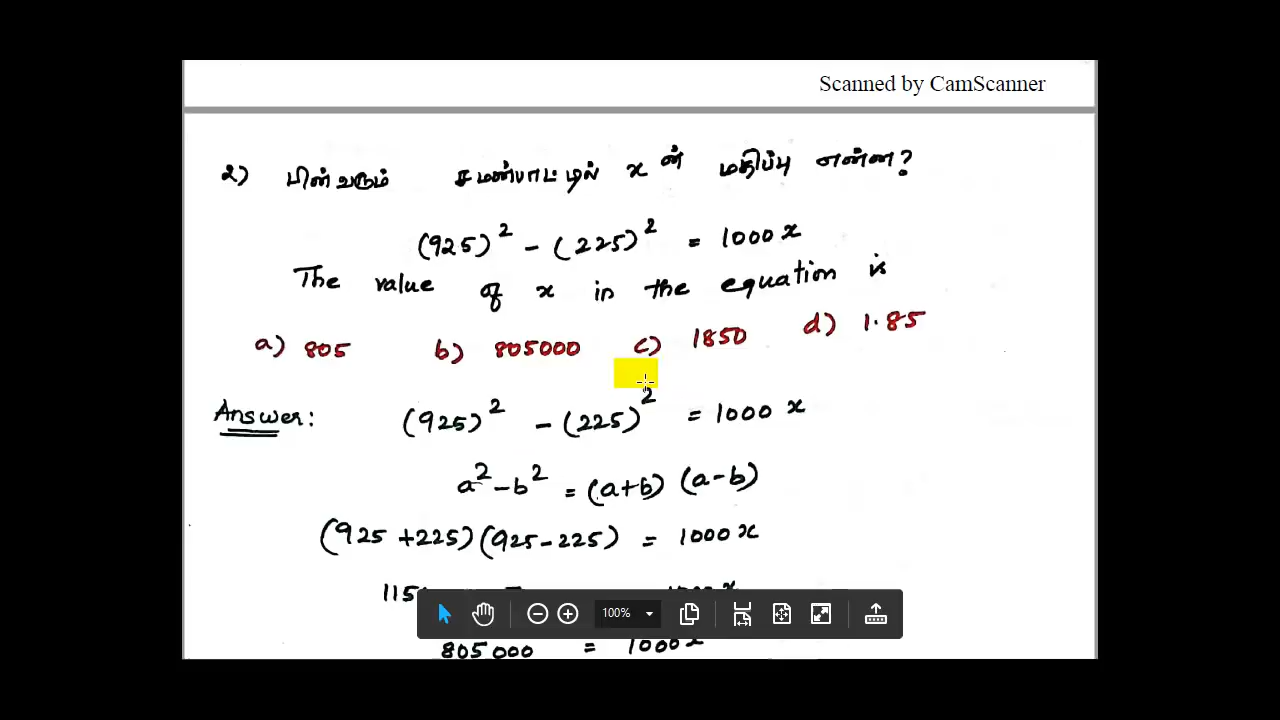 Scanned by CamScanner
2) பின்வரும் சமன்பாட்டில் x ன் மதிப்பு என்ன?
(925)² - (225)² = 1000x
The value of x in the equation is
a) 805 b) 805000 c) 1850 d) 1.85
Answer: (925)² - (225)² = 1000x
a² - b² = (a+b) (a-b)
(925 + 225) (925 - 225) = 1000x
100%
805000 = 1000x